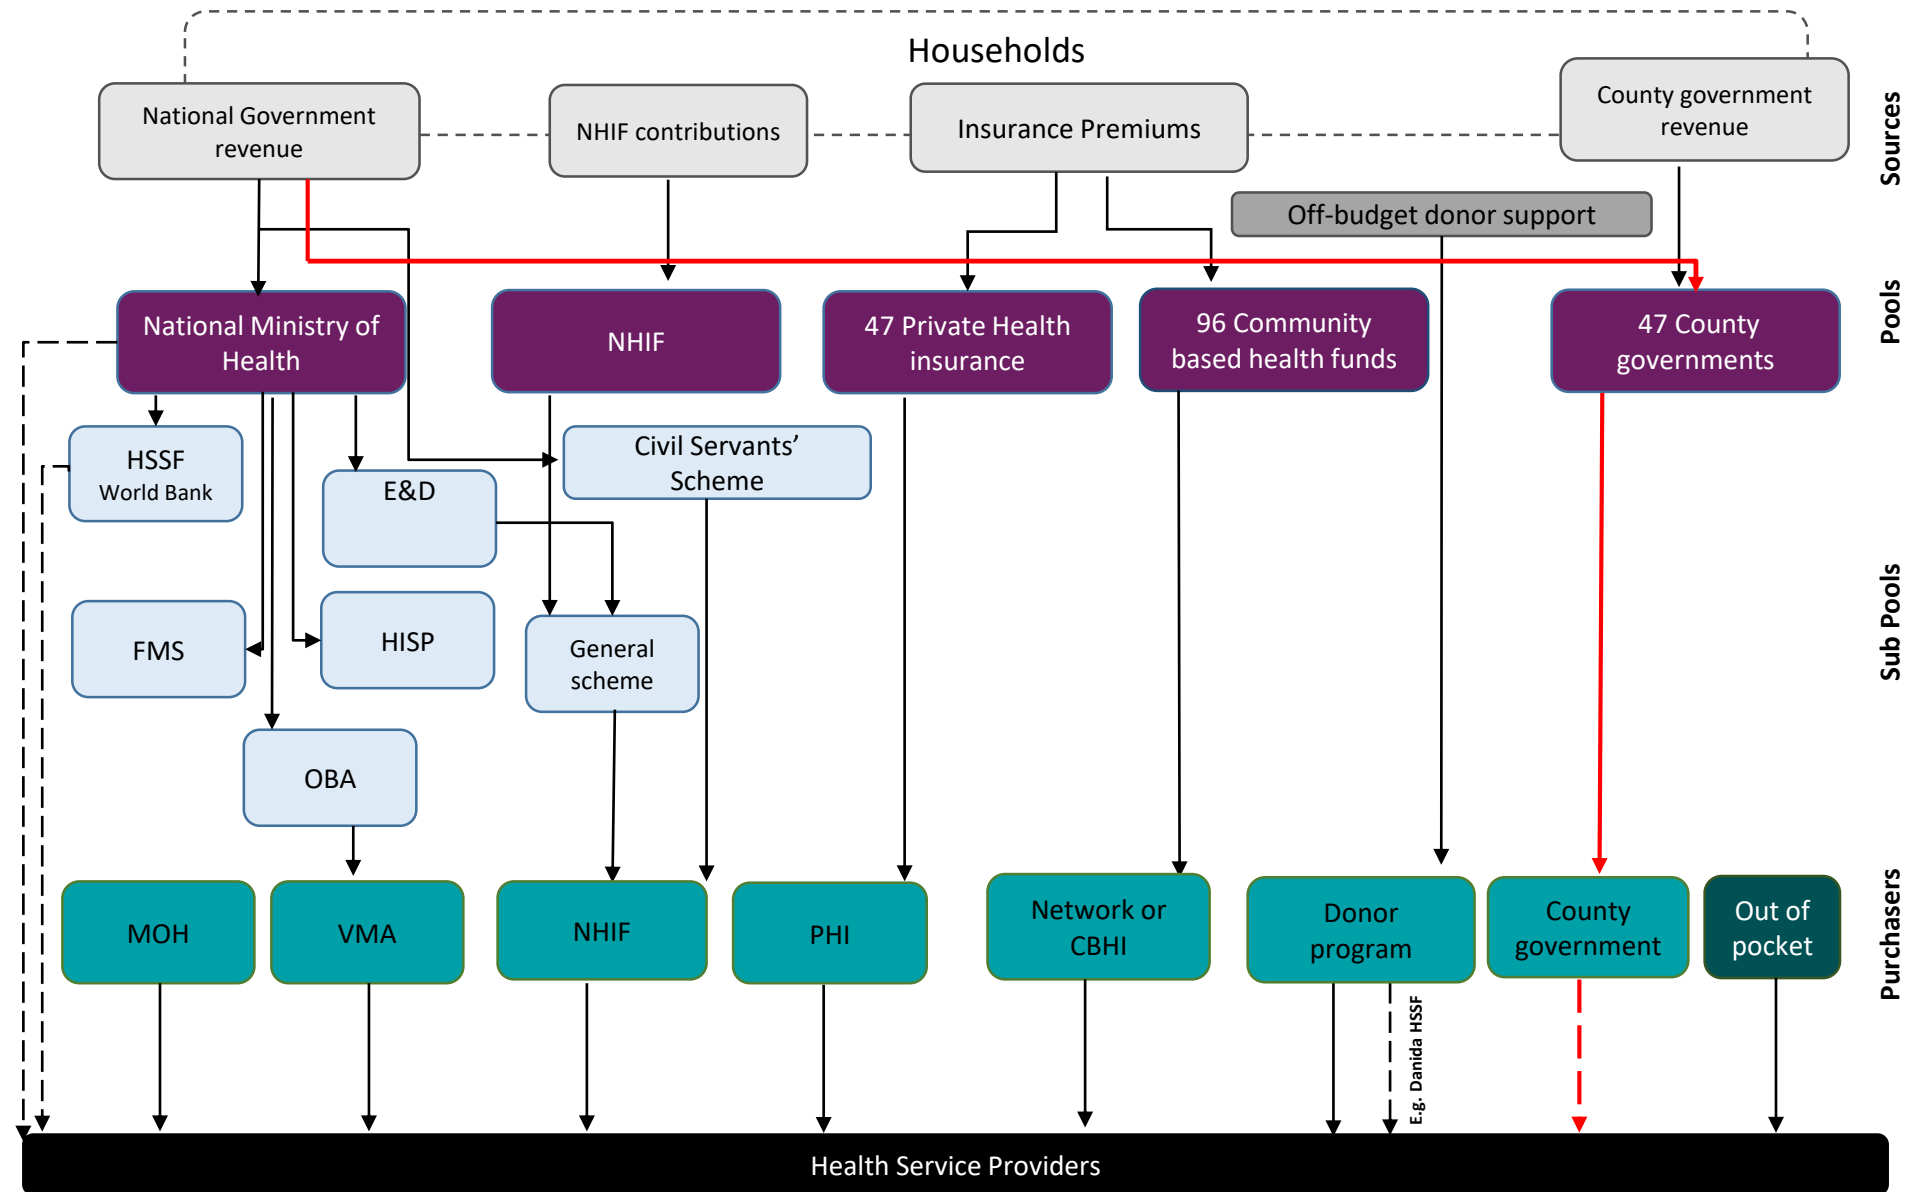 Households
National Government
revenue
NHIF contributions
Insurance Premiums
County government
revenue
Sources
Off-budget donor support
National Ministry of
Health
NHIF
47 Private Health
insurance
96 Community
based health funds
47 County
governments
Pools
HSSF
World Bank
E&D
Civil Servants’
Scheme
FMS
HISP
General
scheme
Sub Pools
OBA
MOH
VMA
NHIF
PHI
Network or
CBHI
Donor
program
County
government
Out of
pocket
Purchasers
E.g. Danida HSSF
Health Service Providers